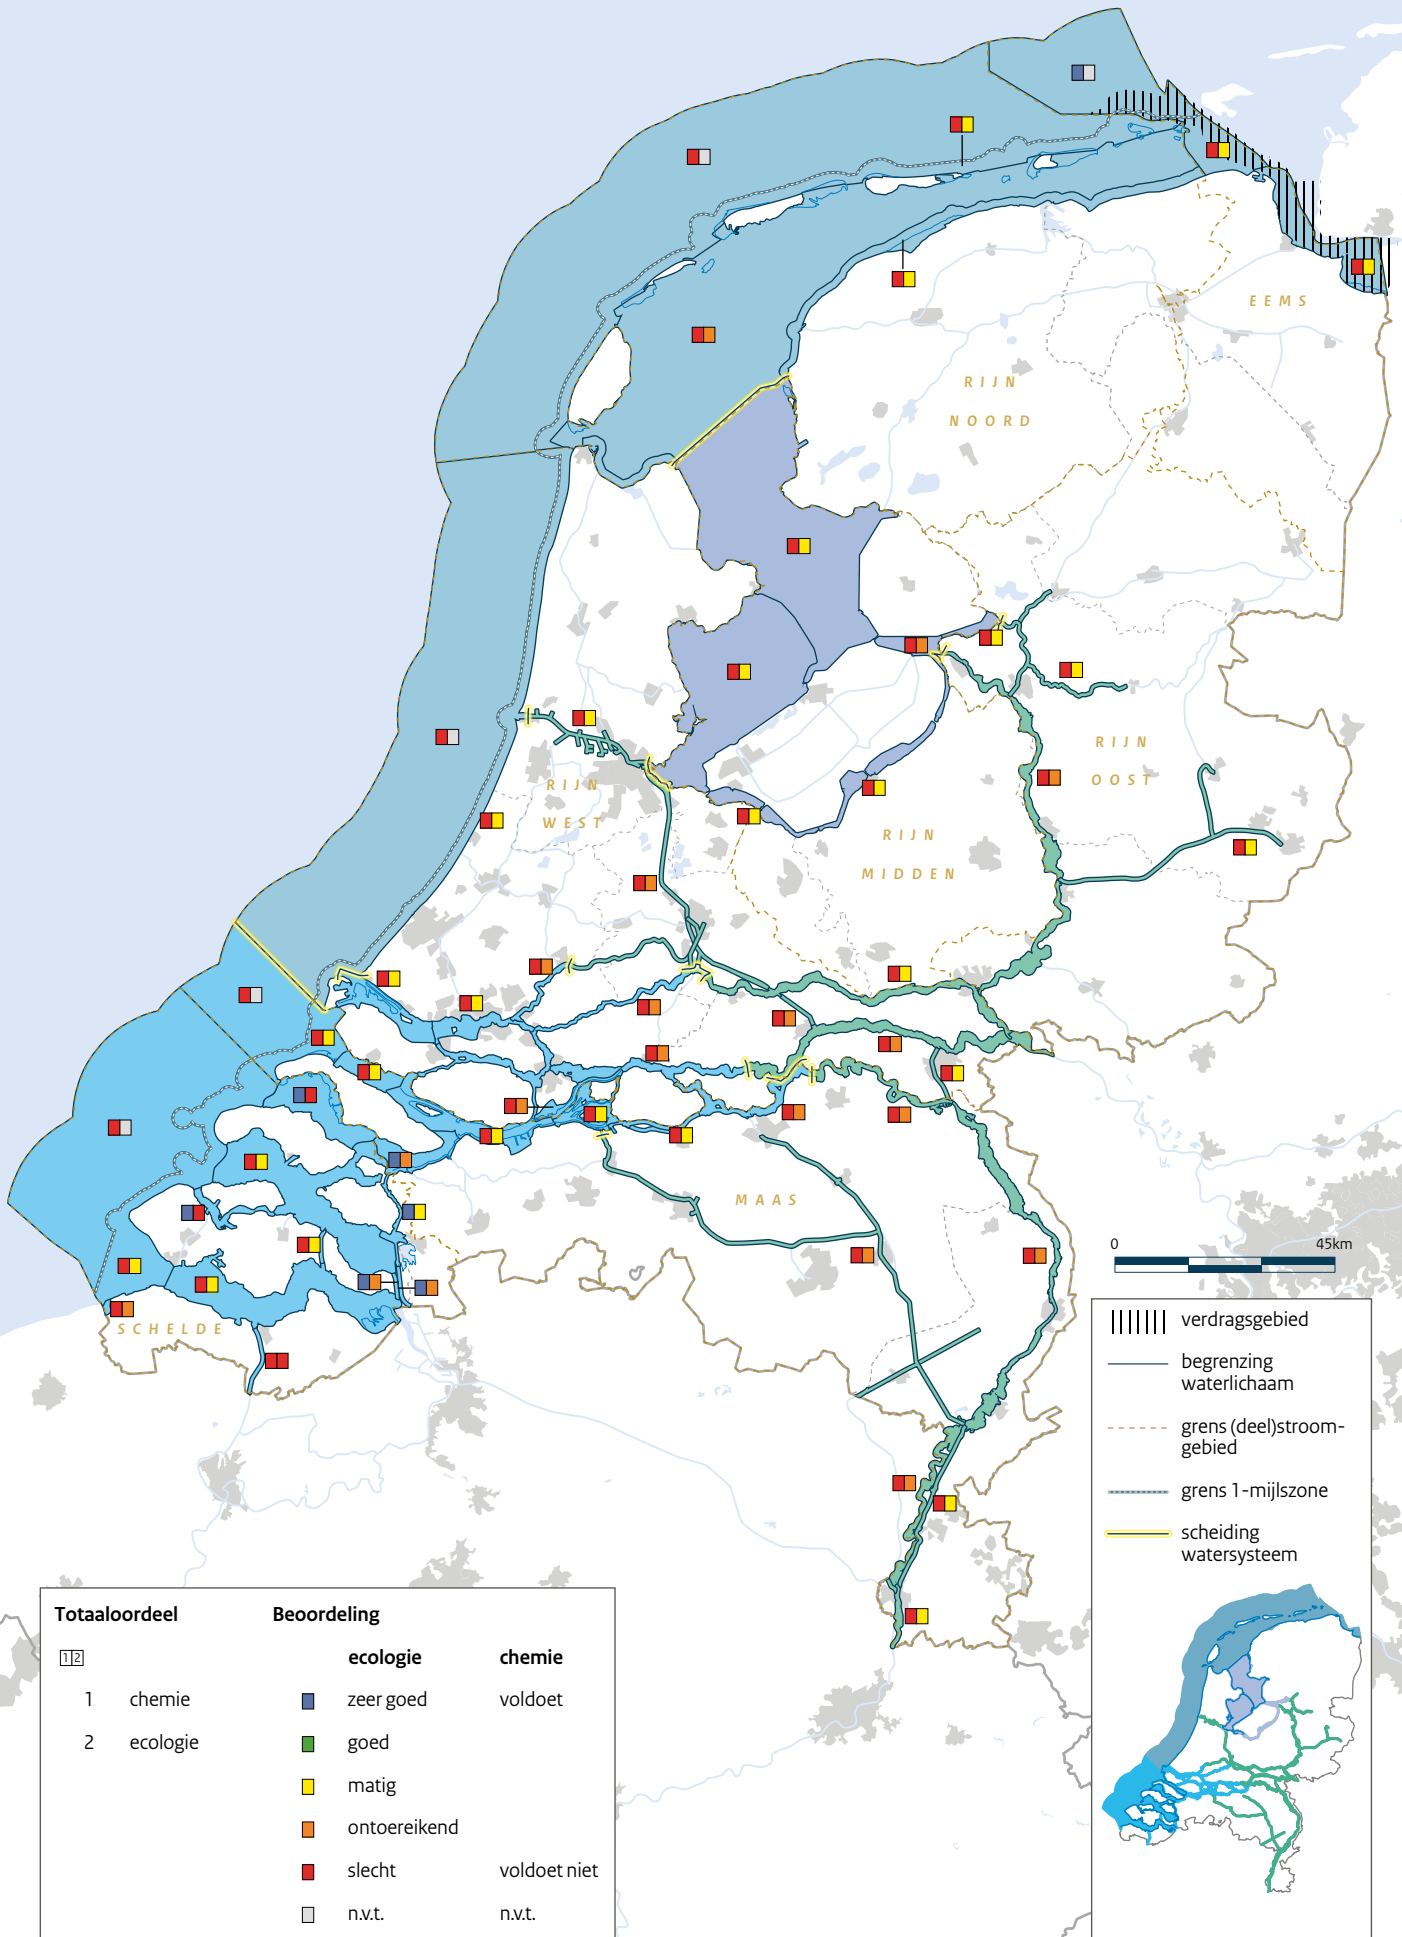 EEMS
RIJN
NOORD
RIJN
OOST
RIJN
WEST
RIJN
MIDDEN
MAAS
SCHELDE
0 45km
verdragsgebied
begrenzing
waterlichaam
grens (deel)stroom-
gebied
grens 1-mijlszone
scheiding
watersysteem
Totaaloordeel Beoordeling
1 2 ecologie chemie
1 chemie zeer goed voldoet
2 ecologie goed
matig
ontoereikend
slecht voldoet niet
n.v.t. n.v.t.